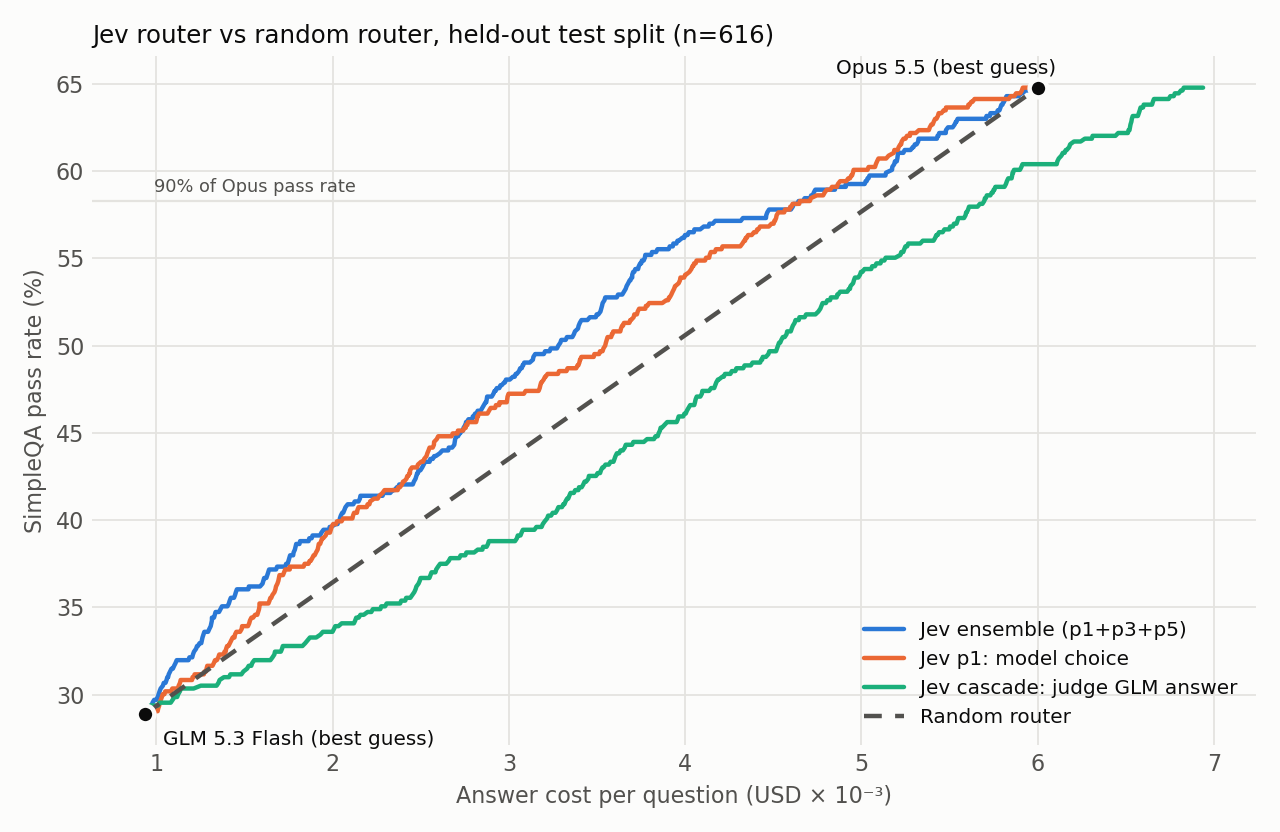 Jev router vs random router, held-out test split (n=616)
Opus 5.5 (best guess)
65
60
90% of Opus pass rate
55
50
45
40
35
30
SimpleQA pass rate (%)
Jev ensemble (p1+p3+p5)
Jev p1: model choice
Jev cascade: judge GLM answer
Random router
GLM 5.3 Flash (best guess)
1 2 3 4 5 6 7
Answer cost per question (USD × 10⁻³)